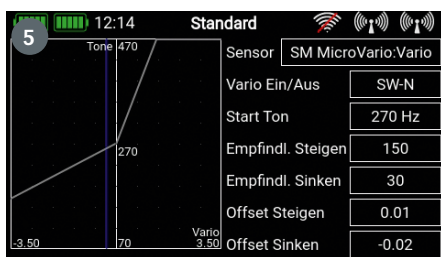 5
12:14 Standard
Tone 470
270
Vario
-3.50 70 3.50
Sensor SM MicroVario:Vario
Vario Ein/Aus SW-N
Start Ton 270 Hz
Empfindl. Steigen 150
Empfindl. Sinken 30
Offset Steigen 0.01
Offset Sinken -0.02